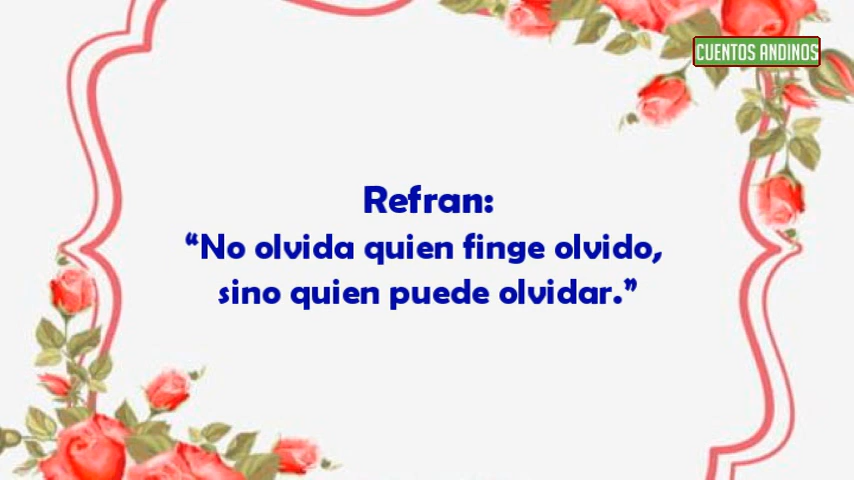 CUENTOS ANDINOS
Refran:
“No olvida quien finge olvido,
sino quien puede olvidar.”